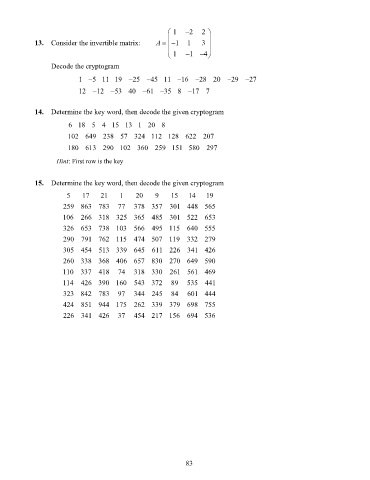 13. Consider the invertible matrix: A = ( 1 −2 2
−1 1 3
1 −1 −4 )
Decode the cryptogram
1 −5 11 19 −25 −45 11 −16 −28 20 −29 −27
12 −12 −53 40 −61 −35 8 −17 7
14. Determine the key word, then decode the given cryptogram
6 18 5 4 15 13 1 20 8
102 649 238 57 324 112 128 622 207
180 613 290 102 360 259 151 580 297
Hint: First row is the key
15. Determine the key word, then decode the given cryptogram
5 17 21 1 20 9 15 14 19
259 863 783 77 378 357 301 448 565
106 266 318 325 365 485 301 522 653
326 653 738 103 566 495 115 640 555
290 791 762 115 474 507 119 332 279
305 454 513 339 645 611 226 341 426
260 338 368 406 657 830 270 649 590
110 337 418 74 318 330 261 561 469
114 426 390 160 543 372 89 535 441
323 842 783 97 344 245 84 601 444
424 851 944 175 262 339 379 698 755
226 341 426 37 454 217 156 694 536
83